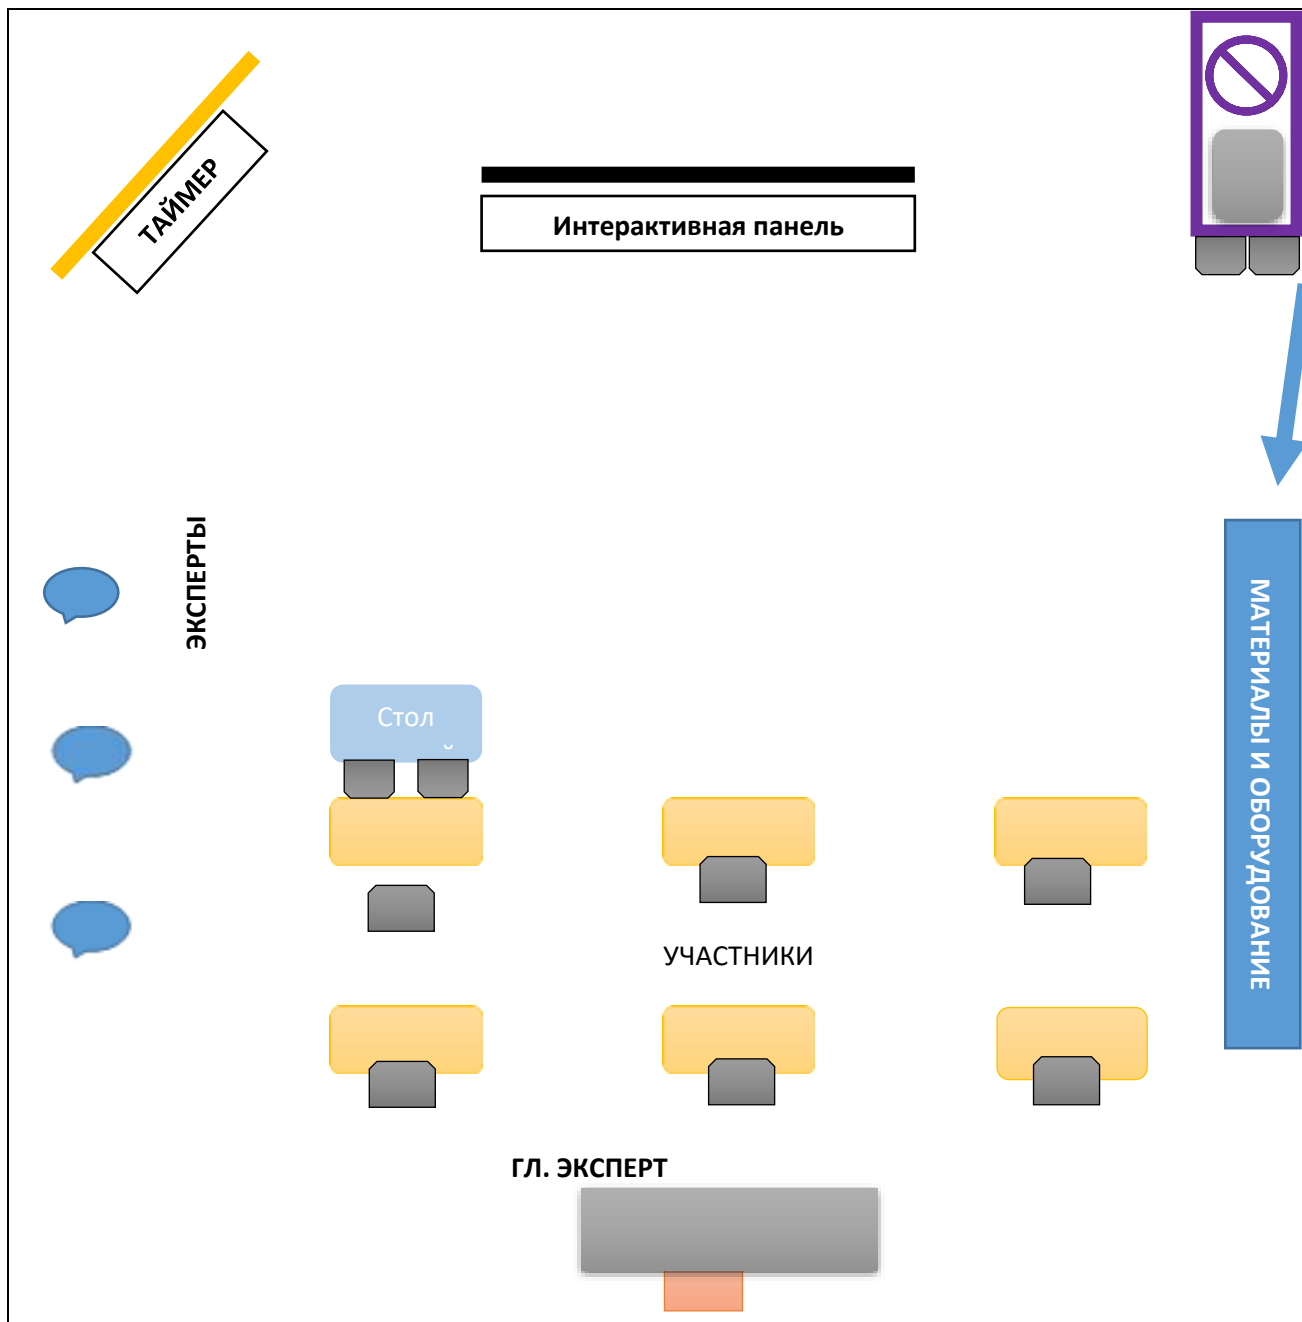 ТАЙМЕР
Интерактивная панель
ЭКСПЕРТЫ
МАТЕРИАЛЫ И ОБОРУДОВАНИЕ
Стол
УЧАСТНИКИ
ГЛ. ЭКСПЕРТ